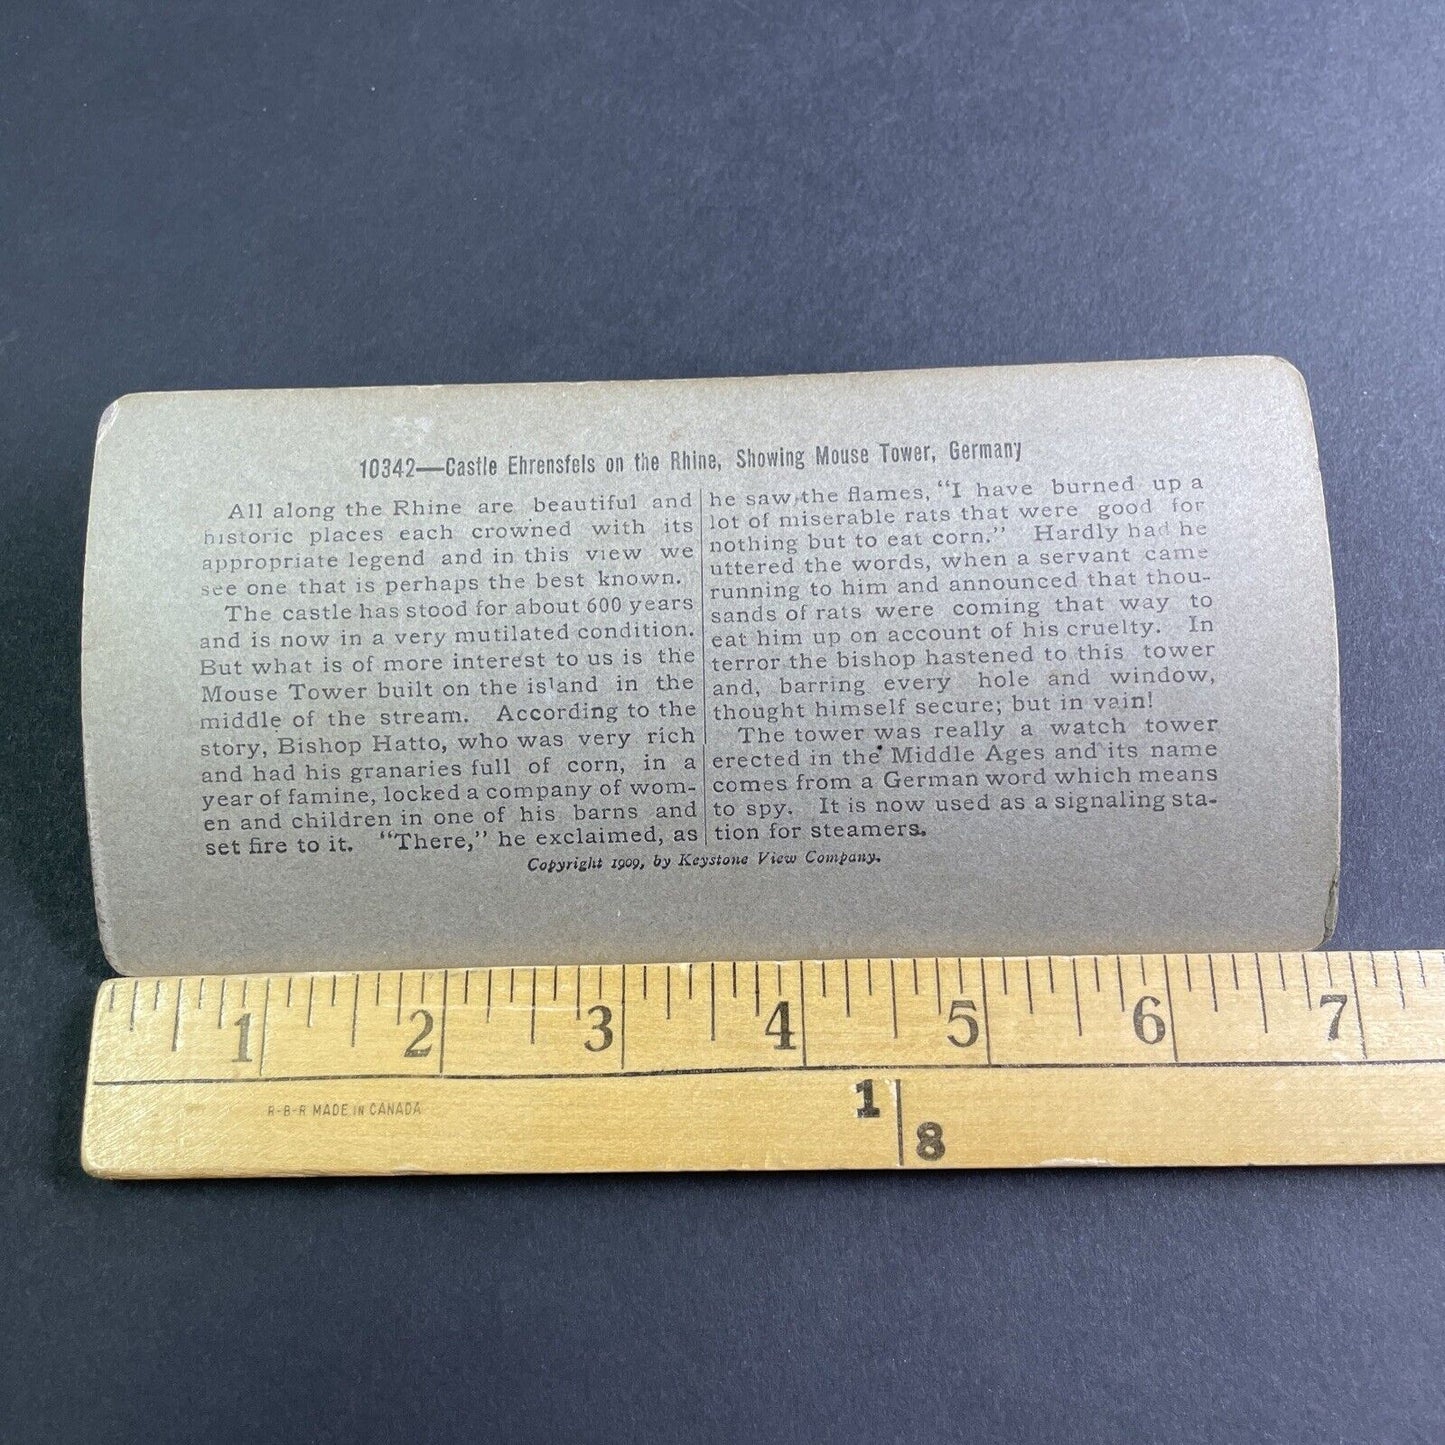 10342—Castle Ehrensfels on the Rhine, Showing Mouse Tower, Germany
All along the Rhine are beautiful and
historic places each crowned with its
appropriate legend and in this view we
see one that is perhaps the best known.
The castle has stood for about 600 years
and is now in a very mutilated condition.
But what is of more interest to us is the
Mouse Tower built on the island in the
middle of the stream. According to the
story, Bishop Hatto, who was very rich
and had his granaries full of corn, in a
year of famine, locked a company of wom-
en and children in one of his barns and
set fire to it. "There," he exclaimed, as
he saw the flames, "I have burned up a
lot of miserable rats that were good for
nothing but to eat corn." Hardly had he
uttered the words, when a servant came
running to him and announced that thou-
sands of rats were coming that way to
eat him up on account of his cruelty. In
terror the bishop hastened to this tower
and, barring every hole and window,
thought himself secure; but in vain!
The tower was really a watch tower
erected in the Middle Ages and its name
comes from a German word which means
to spy. It is now used as a signaling sta-
tion for steamers.
Copyright 1909, by Keystone View Company.
1 2 3 4 5 6 7
R-B-R MADE IN CANADA
1
8